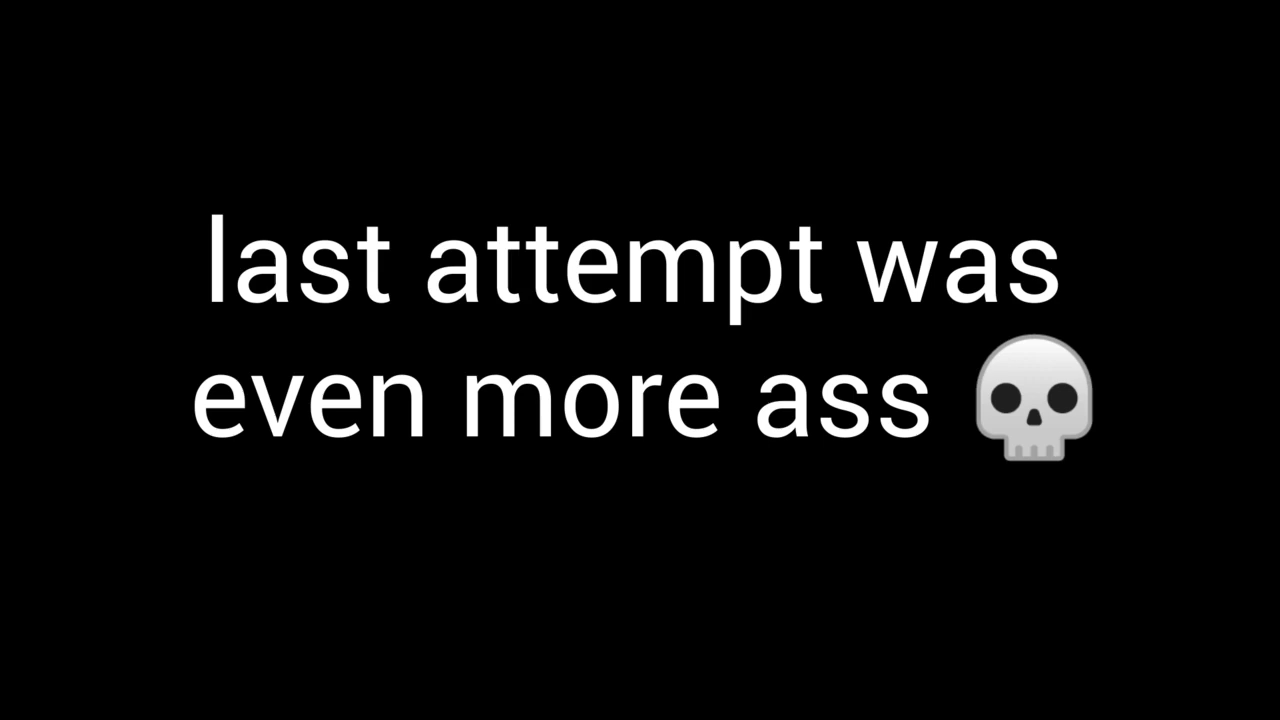 last attempt was
even more ass 💀